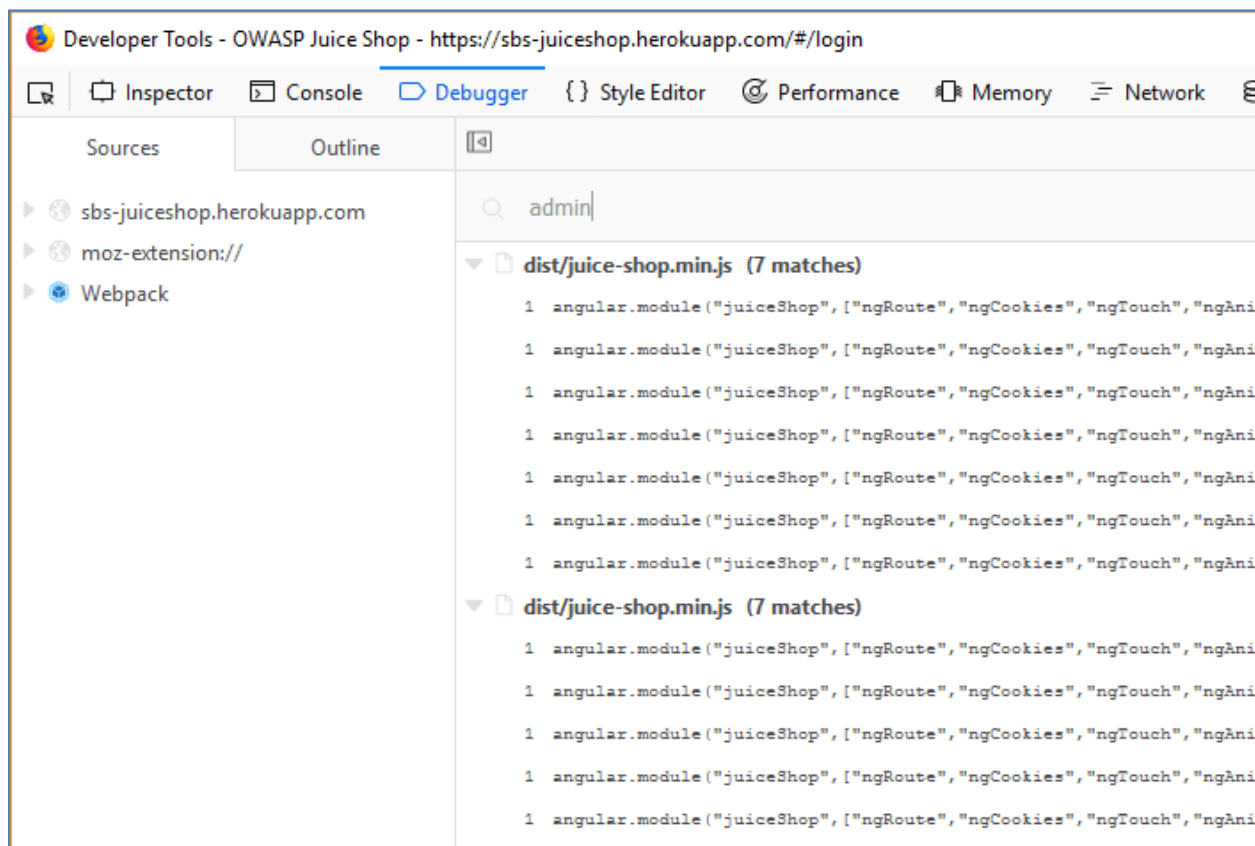 Developer Tools - OWASP Juice Shop - https://sbs-juiceshop.herokuapp.com/#/login
Inspector Console Debugger { } Style Editor Performance Memory Network
Sources Outline
sbs-juiceshop.herokuapp.com
moz-extension://
Webpack
admin
dist/juice-shop.min.js (7 matches)
1 angular.module("juiceShop",["ngRoute","ngCookies","ngTouch","ngAni
1 angular.module("juiceShop",["ngRoute","ngCookies","ngTouch","ngAni
1 angular.module("juiceShop",["ngRoute","ngCookies","ngTouch","ngAni
1 angular.module("juiceShop",["ngRoute","ngCookies","ngTouch","ngAni
1 angular.module("juiceShop",["ngRoute","ngCookies","ngTouch","ngAni
1 angular.module("juiceShop",["ngRoute","ngCookies","ngTouch","ngAni
1 angular.module("juiceShop",["ngRoute","ngCookies","ngTouch","ngAni
dist/juice-shop.min.js (7 matches)
1 angular.module("juiceShop",["ngRoute","ngCookies","ngTouch","ngAni
1 angular.module("juiceShop",["ngRoute","ngCookies","ngTouch","ngAni
1 angular.module("juiceShop",["ngRoute","ngCookies","ngTouch","ngAni
1 angular.module("juiceShop",["ngRoute","ngCookies","ngTouch","ngAni
1 angular.module("juiceShop",["ngRoute","ngCookies","ngTouch","ngAni